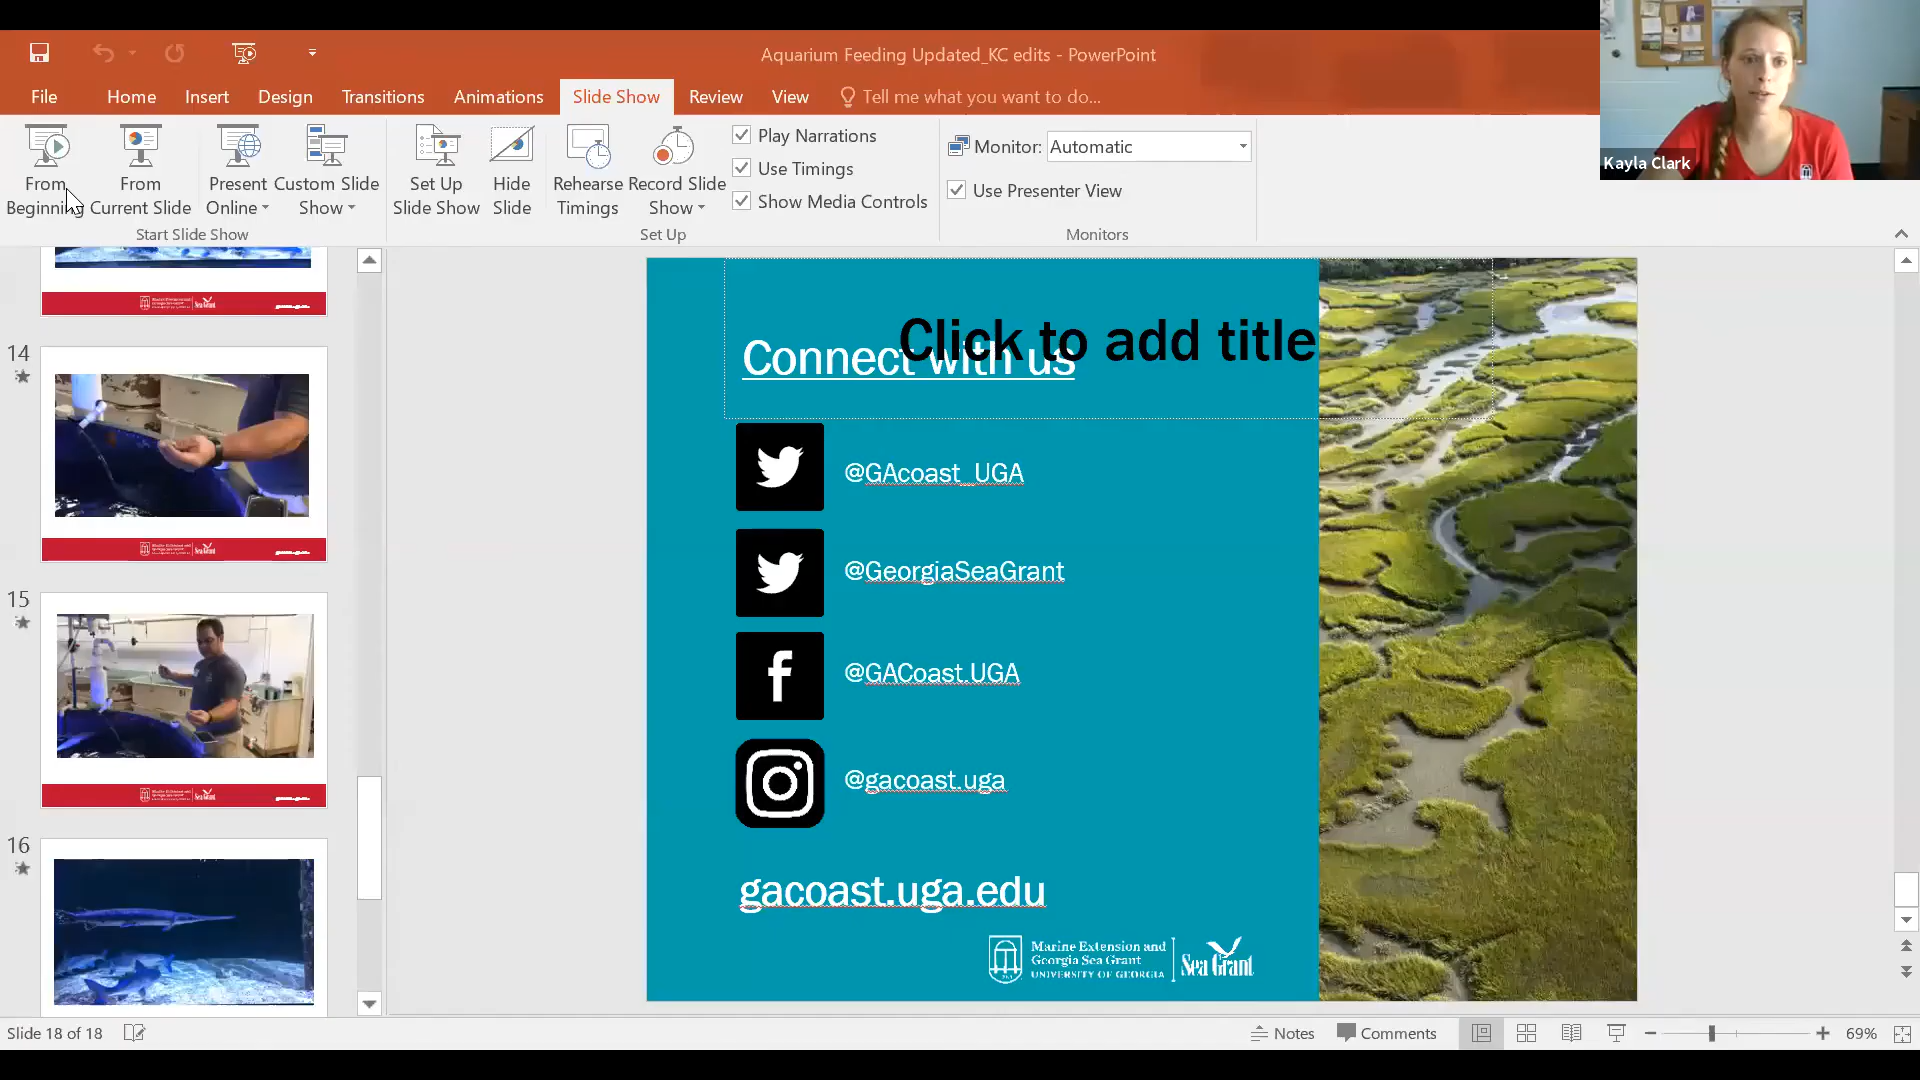 Aquarium Feeding Updated_KC edits - PowerPoint
File Home Insert Design Transitions Animations Slide Show Review View Tell me what you want to do...
From Beginning
From Current Slide
Present Online
Custom Slide Show
Set Up Slide Show
Hide Slide
Rehearse Timings
Record Slide Show
Play Narrations
Use Timings
Show Media Controls
Monitor: Automatic
Use Presenter View
Start Slide Show
Set Up
Monitors
Kayla Clark
14
15
16
Click to add title
Connect with us
@GAcoast_UGA
@GeorgiaSeaGrant
@GACoast.UGA
@gacoast.uga
gacoast.uga.edu
Marine Extension and
Georgia Sea Grant
UNIVERSITY OF GEORGIA
Sea Grant
Slide 18 of 18
Notes
Comments
69%